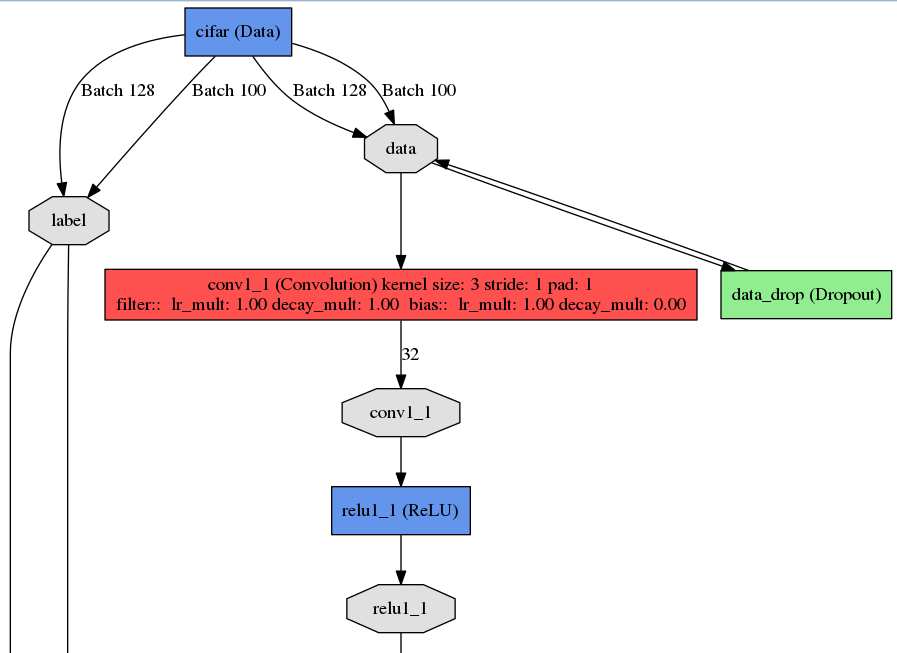 cifar (Data)
Batch 128
Batch 100
Batch 128
Batch 100
data
label
conv1_1 (Convolution) kernel size: 3 stride: 1 pad: 1
filter:: lr_mult: 1.00 decay_mult: 1.00 bias:: lr_mult: 1.00 decay_mult: 0.00
data_drop (Dropout)
32
conv1_1
relu1_1 (ReLU)
relu1_1